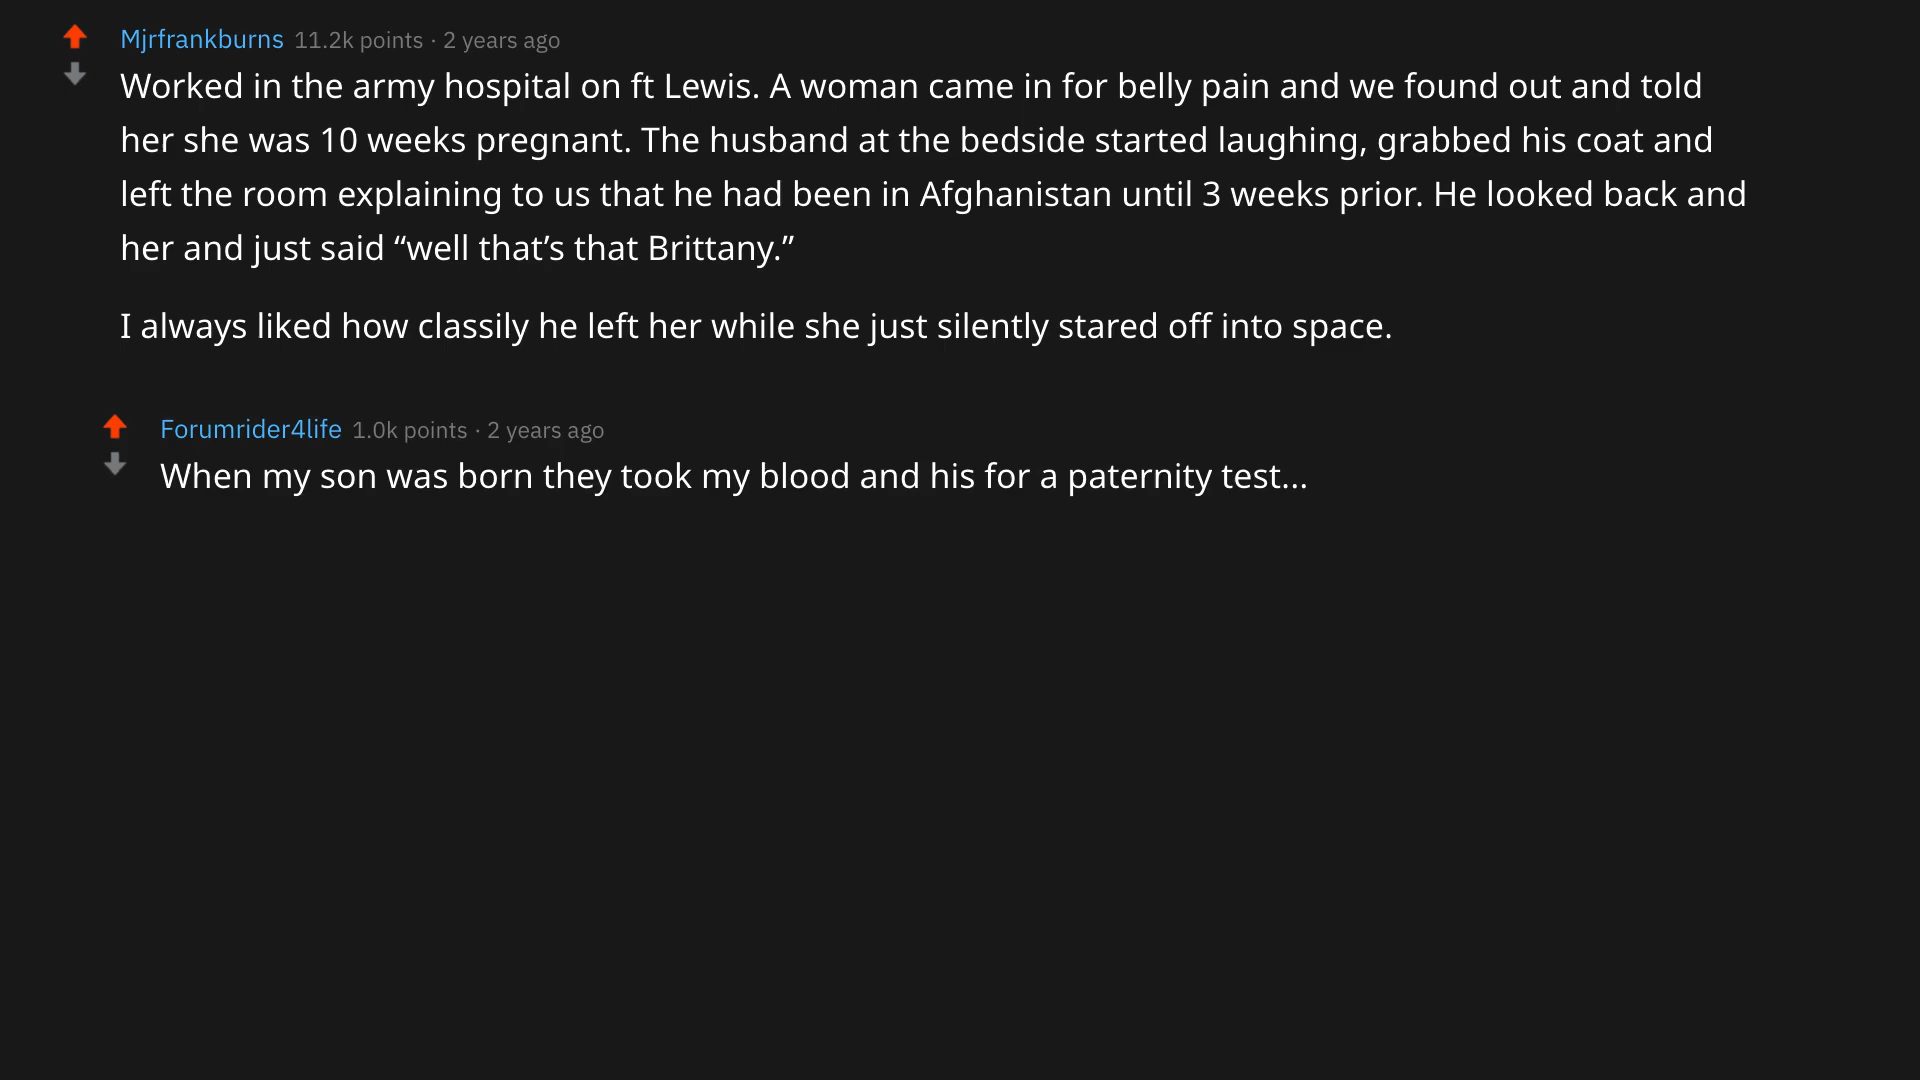 Mjrfrankburns 11.2k points · 2 years ago
Worked in the army hospital on ft Lewis. A woman came in for belly pain and we found out and told
her she was 10 weeks pregnant. The husband at the bedside started laughing, grabbed his coat and
left the room explaining to us that he had been in Afghanistan until 3 weeks prior. He looked back and
her and just said “well that’s that Brittany.”
I always liked how classily he left her while she just silently stared off into space.
Forumrider4life 1.0k points · 2 years ago
When my son was born they took my blood and his for a paternity test...